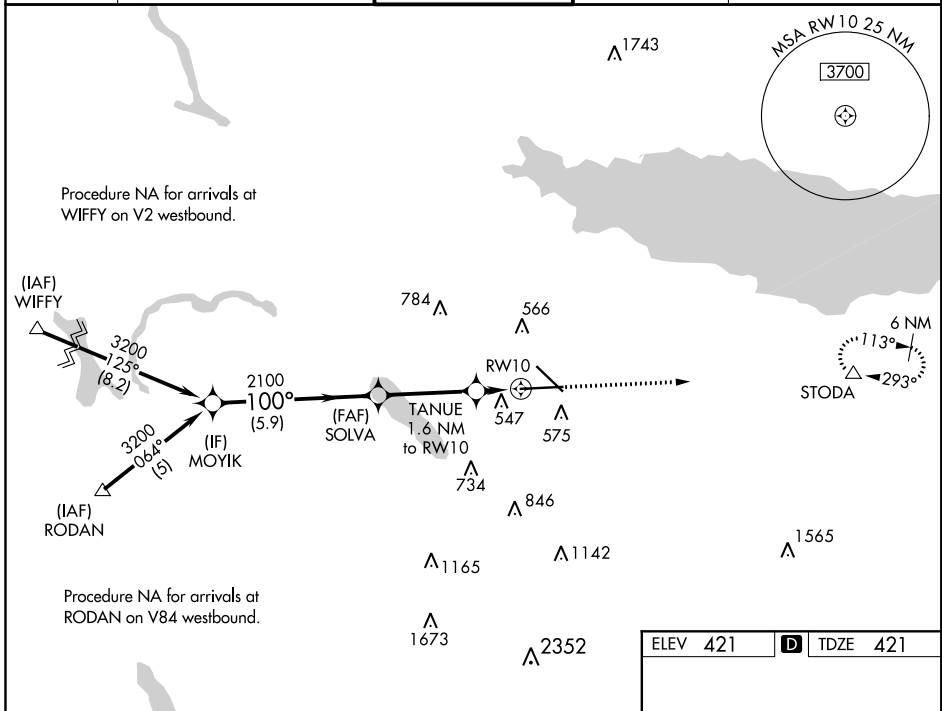 1743
MSA RW10 25 NM
3700
Procedure NA for arrivals at
WIFFY on V2 westbound.
(IAF)
WIFFY
784
566
6 NM
113°
293°
STODA
3200
125°
(8.2)
RW10
2100
100°
(5.9)
(FAF)
SOLVA
TANUE
1.6 NM
to RW10
547
575
(IF)
MOYIK
3200
064°
(5)
(IAF)
RODAN
734
846
1565
1165
1142
Procedure NA for arrivals at
RODAN on V84 westbound.
1673
2352
ELEV 421 D TDZE 421